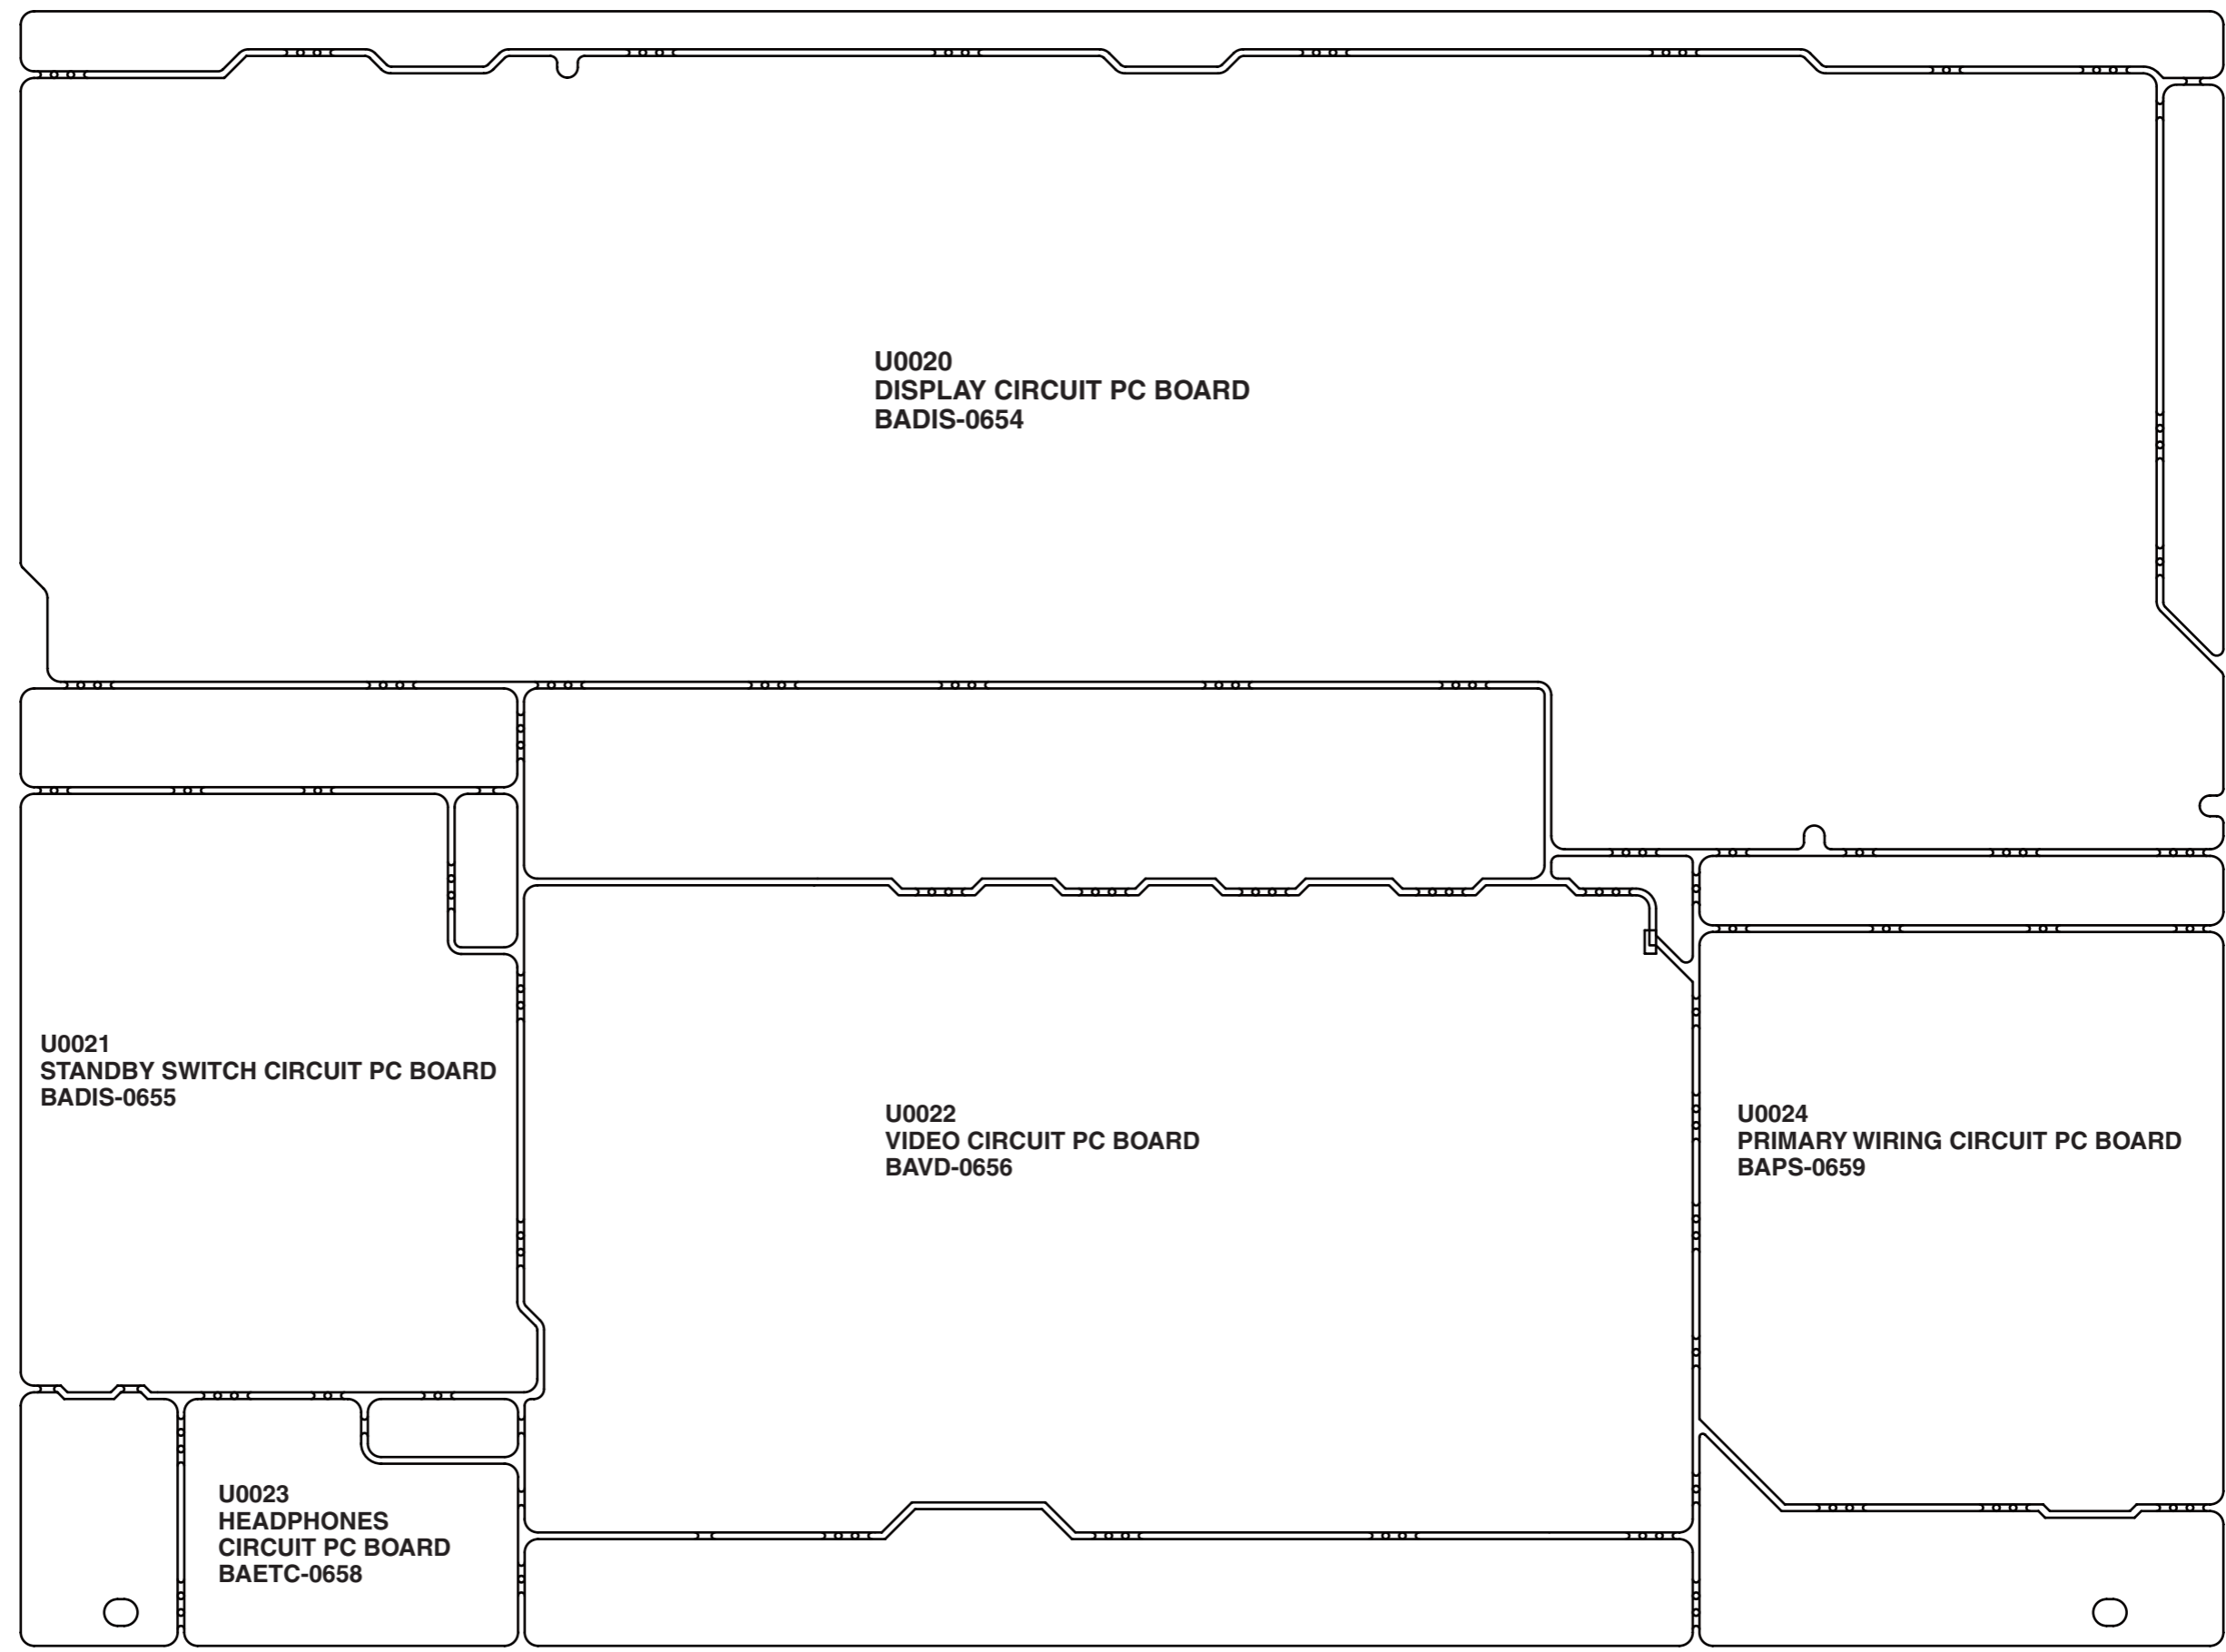 U0020
DISPLAY CIRCUIT PC BOARD
BADIS-0654
U0021
STANDBY SWITCH CIRCUIT PC BOARD
BADIS-0655
U0022
VIDEO CIRCUIT PC BOARD
BAVD-0656
U0024
PRIMARY WIRING CIRCUIT PC BOARD
BAPS-0659
U0023
HEADPHONES
CIRCUIT PC BOARD
BAETC-0658